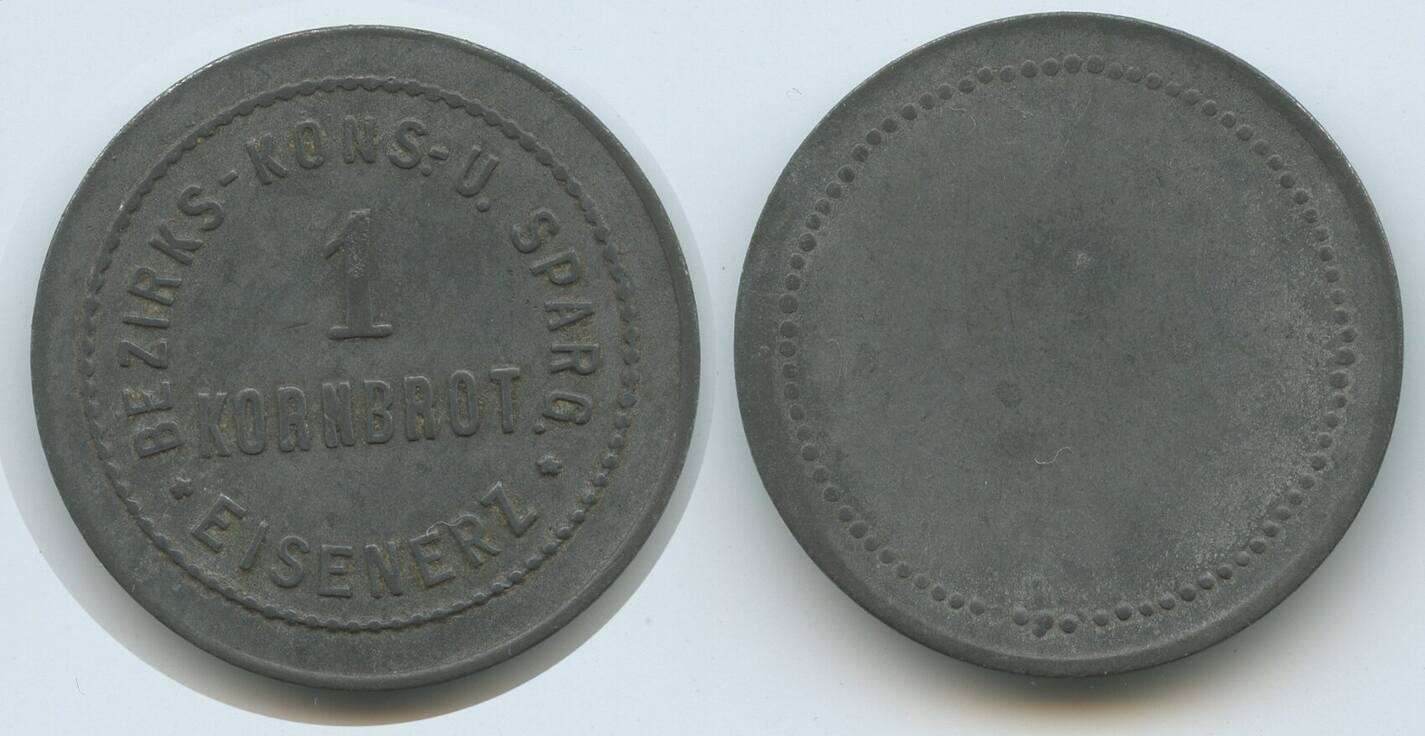 BEZIRKS-KONS.-U. SPARG.
1
KORNBROT.
* EISENERZ *